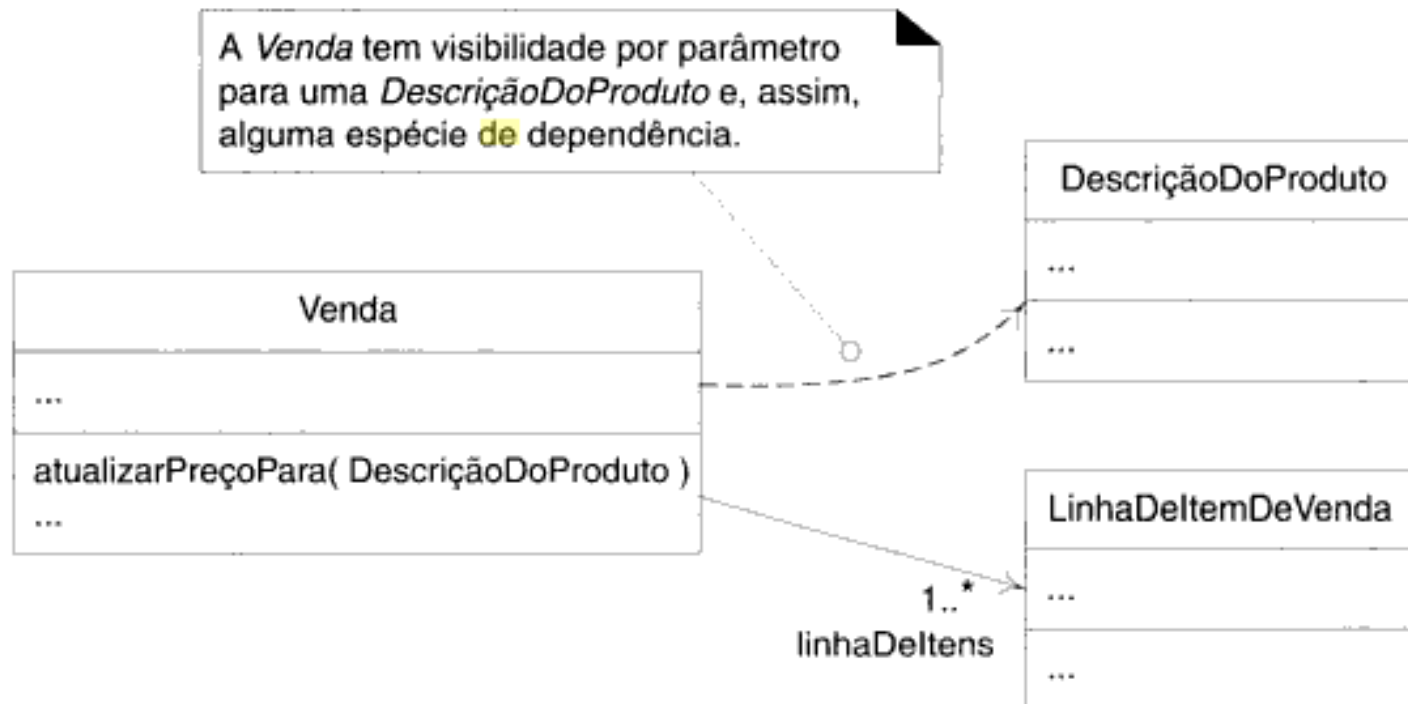 A Venda tem visibilidade por parâmetro
para uma DescriçãoDoProduto e, assim,
alguma espécie de dependência.
DescriçãoDoProduto
...
...
Venda
...
atualizarPreçoPara( DescriçãoDoProduto )
...
LinhaDeItemDeVenda
...
...
1..*
linhaDeItens